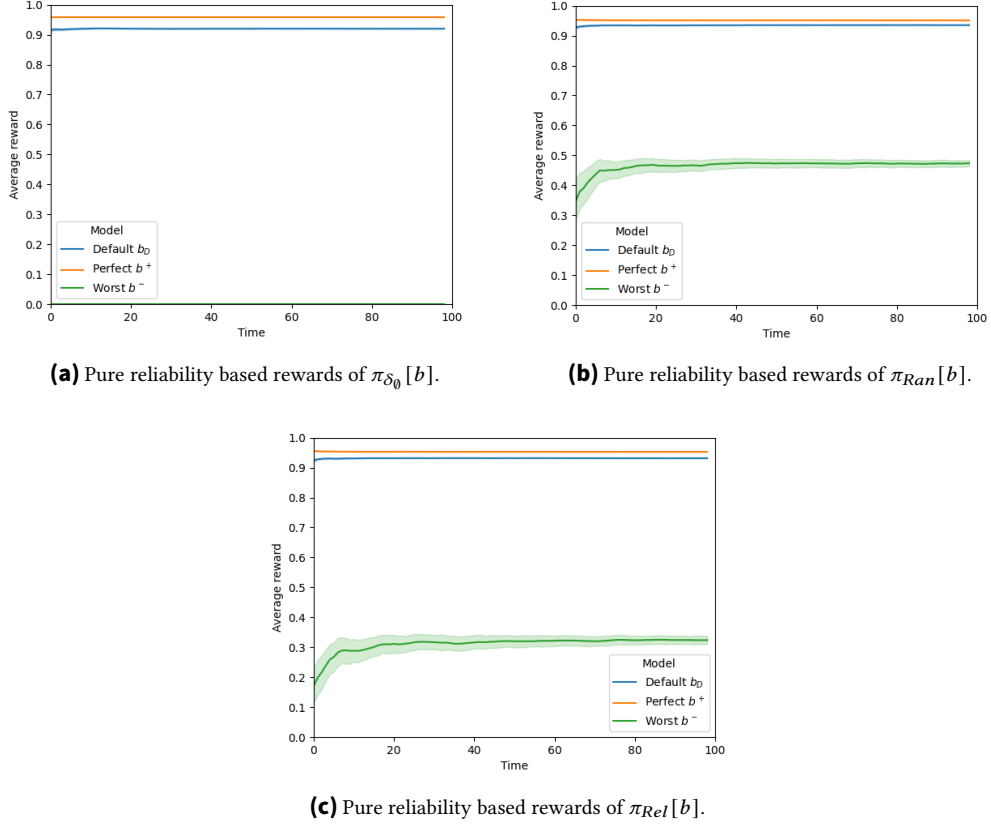 1.0
0.9
0.8
0.7
0.6
0.5
0.4
0.3
0.2
0.1
0.0
Average reward
Model
Default b_D
Perfect b^+
Worst b^-
0 20 40 60 80 100
Time
(a) Pure reliability based rewards of π_{δ_∅}[b].
1.0
0.9
0.8
0.7
0.6
0.5
0.4
0.3
0.2
0.1
0.0
Average reward
Model
Default b_D
Perfect b^+
Worst b^-
0 20 40 60 80 100
Time
(b) Pure reliability based rewards of π_{Ran}[b].
1.0
0.9
0.8
0.7
0.6
0.5
0.4
0.3
0.2
0.1
0.0
Average reward
Model
Default b_D
Perfect b^+
Worst b^-
0 20 40 60 80 100
Time
(c) Pure reliability based rewards of π_{Rel}[b].